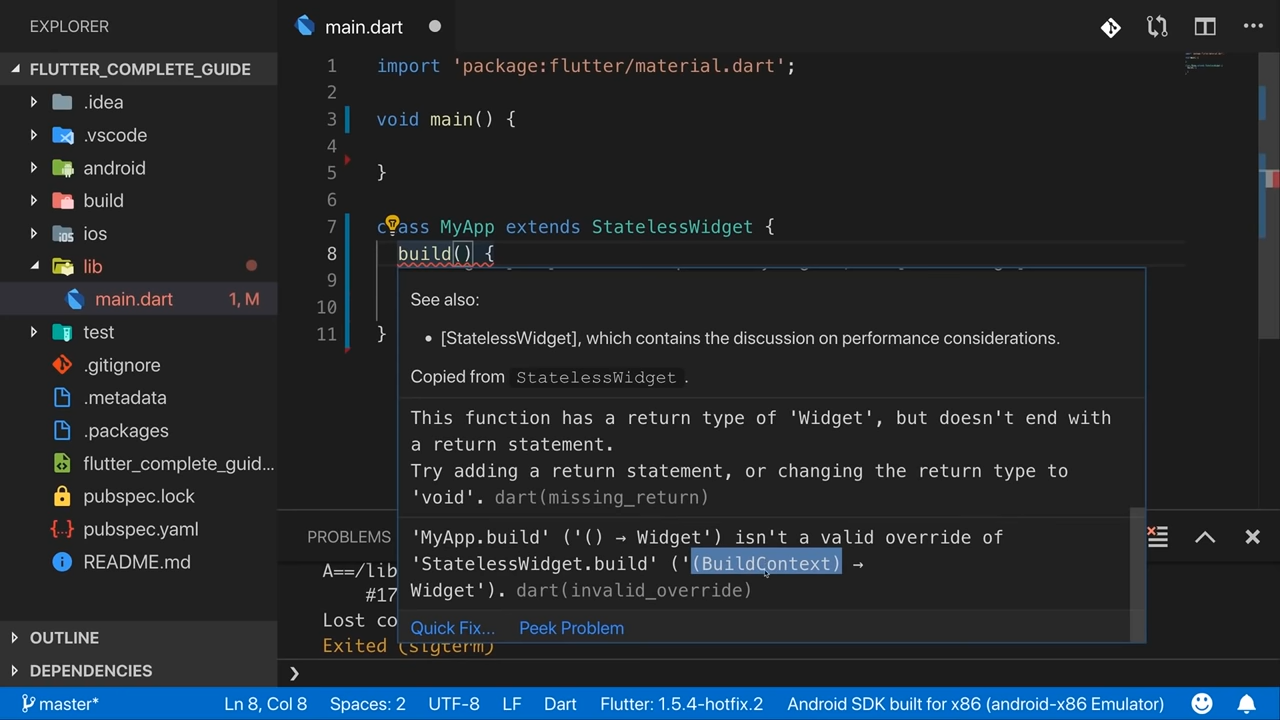 EXPLORER
main.dart
FLUTTER_COMPLETE_GUIDE
.idea
.vscode
android
build
ios
lib
main.dart 1, M
test
.gitignore
.metadata
.packages
flutter_complete_guid...
pubspec.lock
pubspec.yaml
README.md
OUTLINE
DEPENDENCIES
1 import 'package:flutter/material.dart';
2
3 void main() {
4
5 }
6
7 class MyApp extends StatelessWidget {
8 build() {
9
10
11 }
See also:
• [StatelessWidget], which contains the discussion on performance considerations.
Copied from StatelessWidget.
This function has a return type of 'Widget', but doesn't end with
a return statement.
Try adding a return statement, or changing the return type to
'void'. dart(missing_return)
'MyApp.build' ('() → Widget') isn't a valid override of
'StatelessWidget.build' ('(BuildContext) →
Widget'). dart(invalid_override)
Quick Fix... Peek Problem
PROBLEMS
A==/lib
#17
Lost co
Exited (sigterm)
❯
master* Ln 8, Col 8 Spaces: 2 UTF-8 LF Dart Flutter: 1.5.4-hotfix.2 Android SDK built for x86 (android-x86 Emulator)